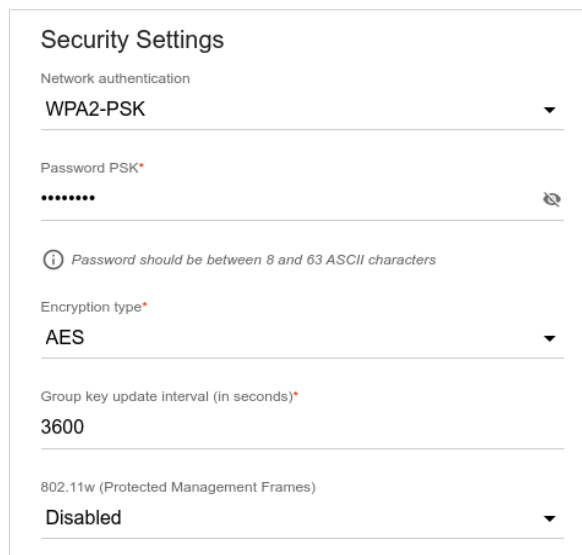 Security Settings
Network authentication
WPA2-PSK
Password PSK*
••••••••
Password should be between 8 and 63 ASCII characters
Encryption type*
AES
Group key update interval (in seconds)*
3600
802.11w (Protected Management Frames)
Disabled